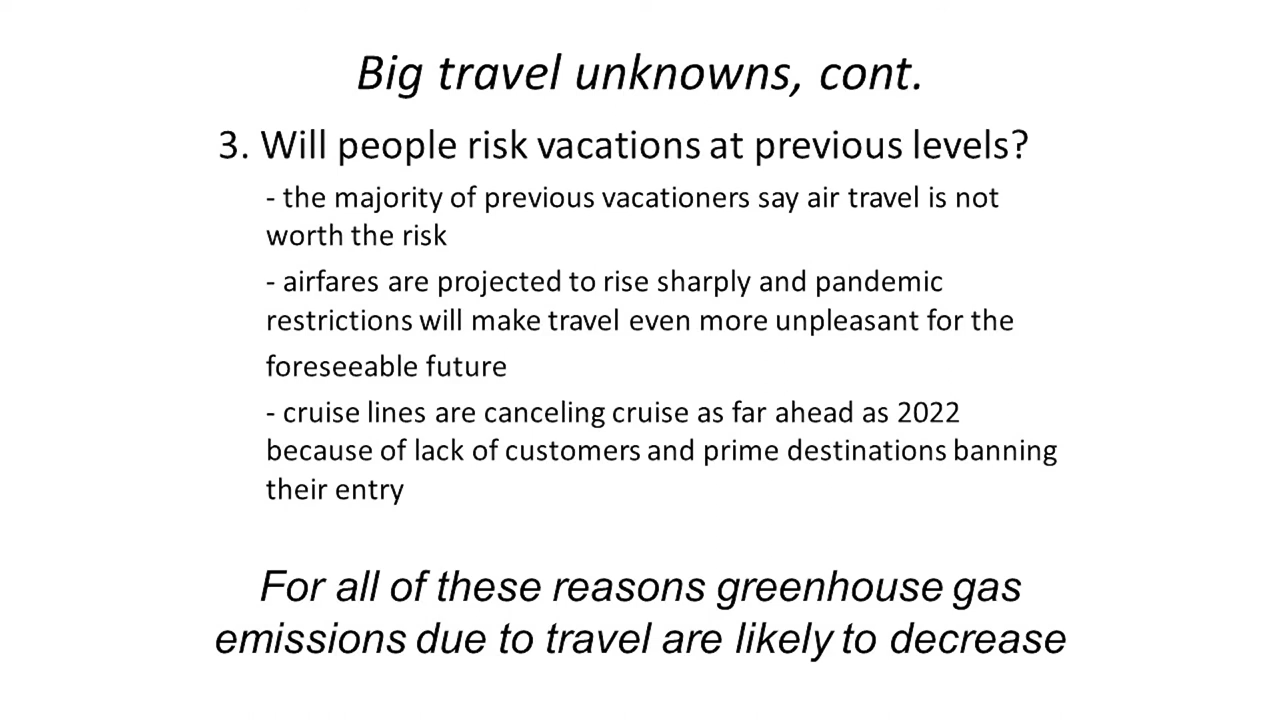 Big travel unknowns, cont.
3. Will people risk vacations at previous levels?
- the majority of previous vacationers say air travel is not
worth the risk
- airfares are projected to rise sharply and pandemic
restrictions will make travel even more unpleasant for the
foreseeable future
- cruise lines are canceling cruise as far ahead as 2022
because of lack of customers and prime destinations banning
their entry
For all of these reasons greenhouse gas
emissions due to travel are likely to decrease